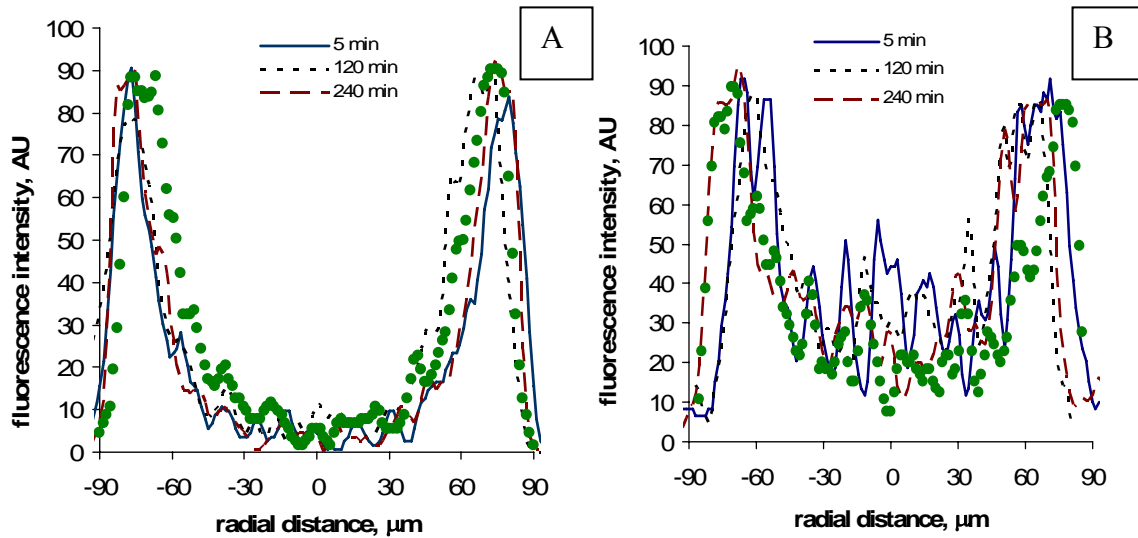 A
5 min
120 min
240 min
fluorescence intensity, AU
100
90
80
70
60
50
40
30
20
10
0
-90 -60 -30 0 30 60 90
radial distance, µm
B
5 min
120 min
240 min
fluorescence intensity, AU
100
90
80
70
60
50
40
30
20
10
0
-90 -60 -30 0 30 60 90
radial distance, µm